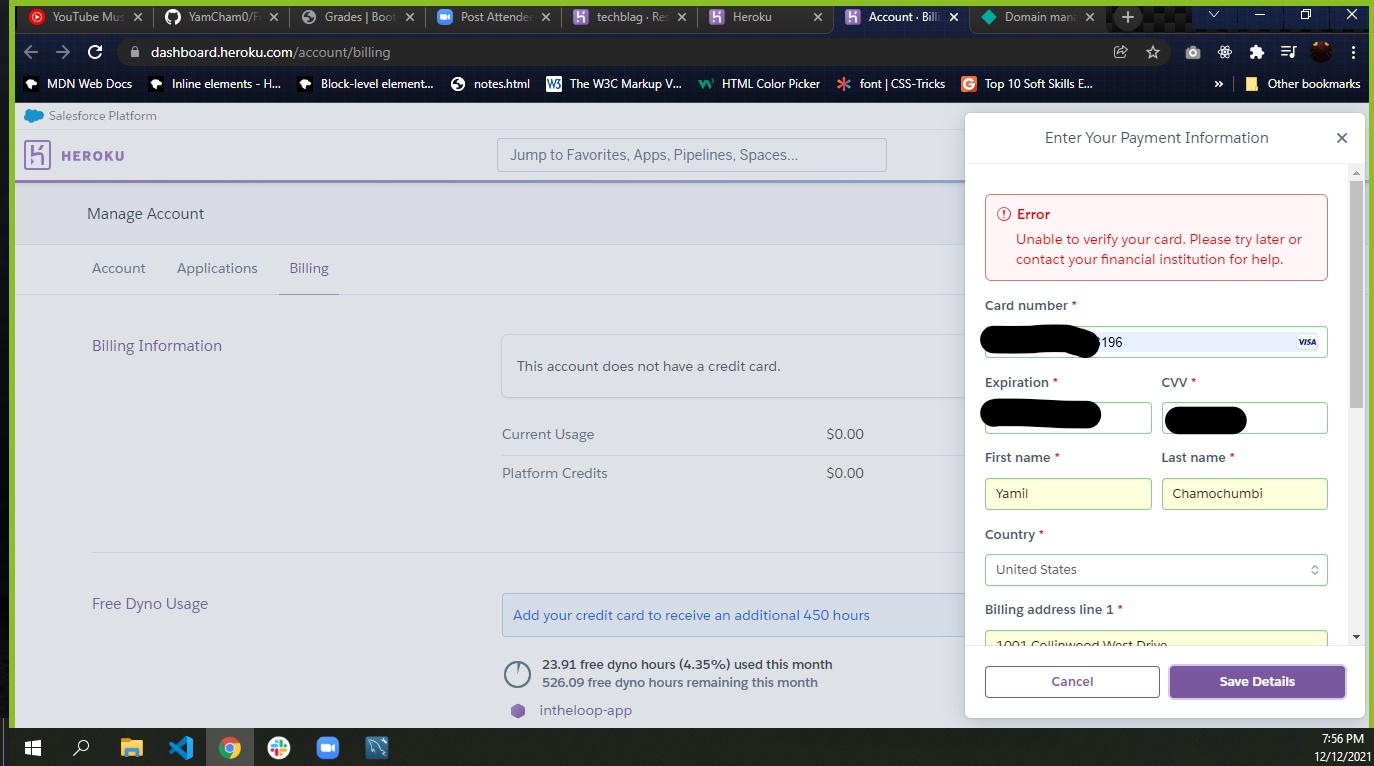 YouTube Mus
YamCham0/F
Grades | Boot
Post Attende
techblag · Res
Heroku
Account · Billi
Domain mana
dashboard.heroku.com/account/billing
MDN Web Docs
Inline elements - H...
Block-level element...
notes.html
The W3C Markup V...
HTML Color Picker
font | CSS-Tricks
Top 10 Soft Skills E...
»
Other bookmarks
Salesforce Platform
HEROKU
Jump to Favorites, Apps, Pipelines, Spaces...
Manage Account
Account
Applications
Billing
Billing Information
This account does not have a credit card.
Current Usage
$0.00
Platform Credits
$0.00
Free Dyno Usage
Add your credit card to receive an additional 450 hours
23.91 free dyno hours (4.35%) used this month
526.09 free dyno hours remaining this month
intheloop-app
Enter Your Payment Information
Error
Unable to verify your card. Please try later or
contact your financial institution for help.
Card number *
196
VISA
Expiration *
CVV *
First name *
Last name *
Yamil
Chamochumbi
Country *
United States
Billing address line 1 *
1001 Collinwood West Drive
Cancel
Save Details
7:56 PM
12/12/2021